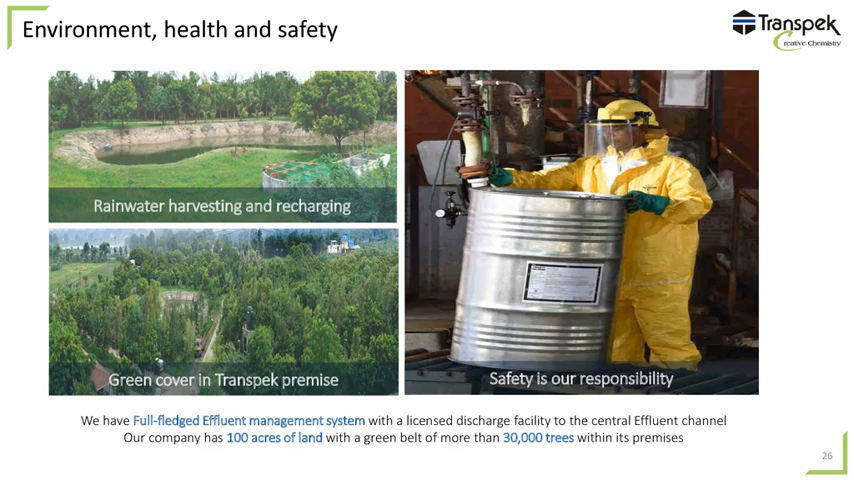 Environment, health and safety
Transpek
Creative Chemistry
Rainwater harvesting and recharging
Green cover in Transpek premise
Safety is our responsibility
We have Full-fledged Effluent management system with a licensed discharge facility to the central Effluent channel
Our company has 100 acres of land with a green belt of more than 30,000 trees within its premises
26